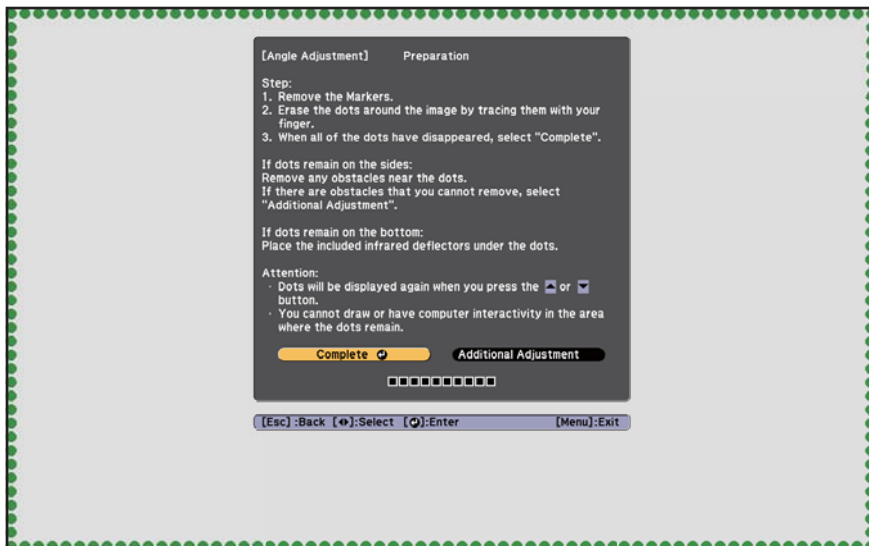 [Angle Adjustment] Preparation
Step:
1. Remove the Markers.
2. Erase the dots around the image by tracing them with your
finger.
3. When all of the dots have disappeared, select "Complete".
If dots remain on the sides:
Remove any obstacles near the dots.
If there are obstacles that you cannot remove, select
"Additional Adjustment".
If dots remain on the bottom:
Place the included infrared deflectors under the dots.
Attention:
· Dots will be displayed again when you press the ▲ or ▼
button.
· You cannot draw or have computer interactivity in the area
where the dots remain.
Complete Additional Adjustment
[Esc] :Back [◆]:Select [⏎]:Enter [Menu]:Exit